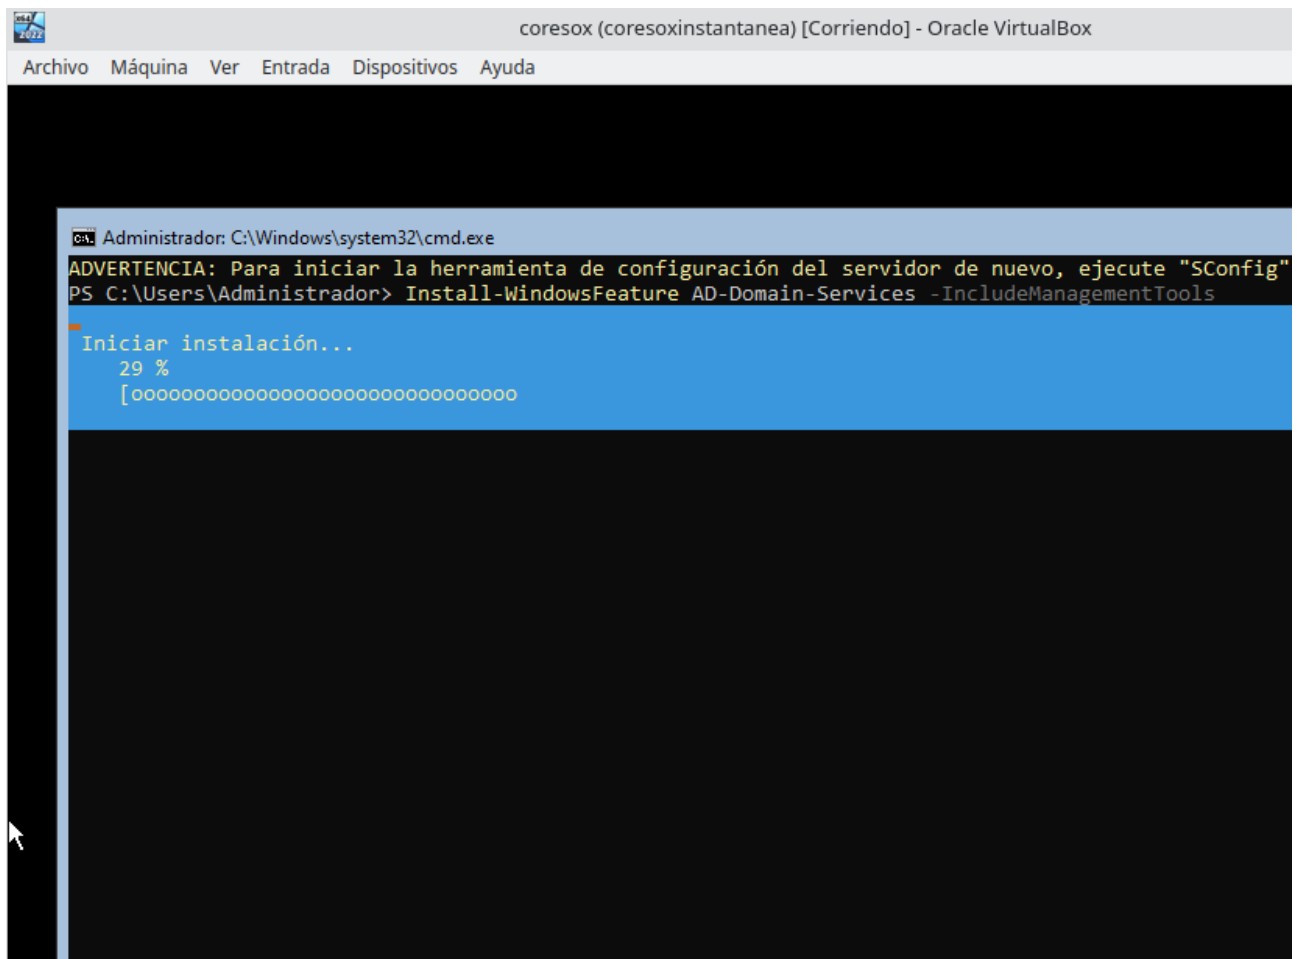 x64
2022
coresox (coresoxinstantanea) [Corriendo] - Oracle VirtualBox
Archivo Máquina Ver Entrada Dispositivos Ayuda
C:\. Administrador: C:\Windows\system32\cmd.exe
ADVERTENCIA: Para iniciar la herramienta de configuración del servidor de nuevo, ejecute "SConfig"
PS C:\Users\Administrador> Install-WindowsFeature AD-Domain-Services -IncludeManagementTools
Iniciar instalación...
29 %
[ooooooooooooooooooooooooooooooo